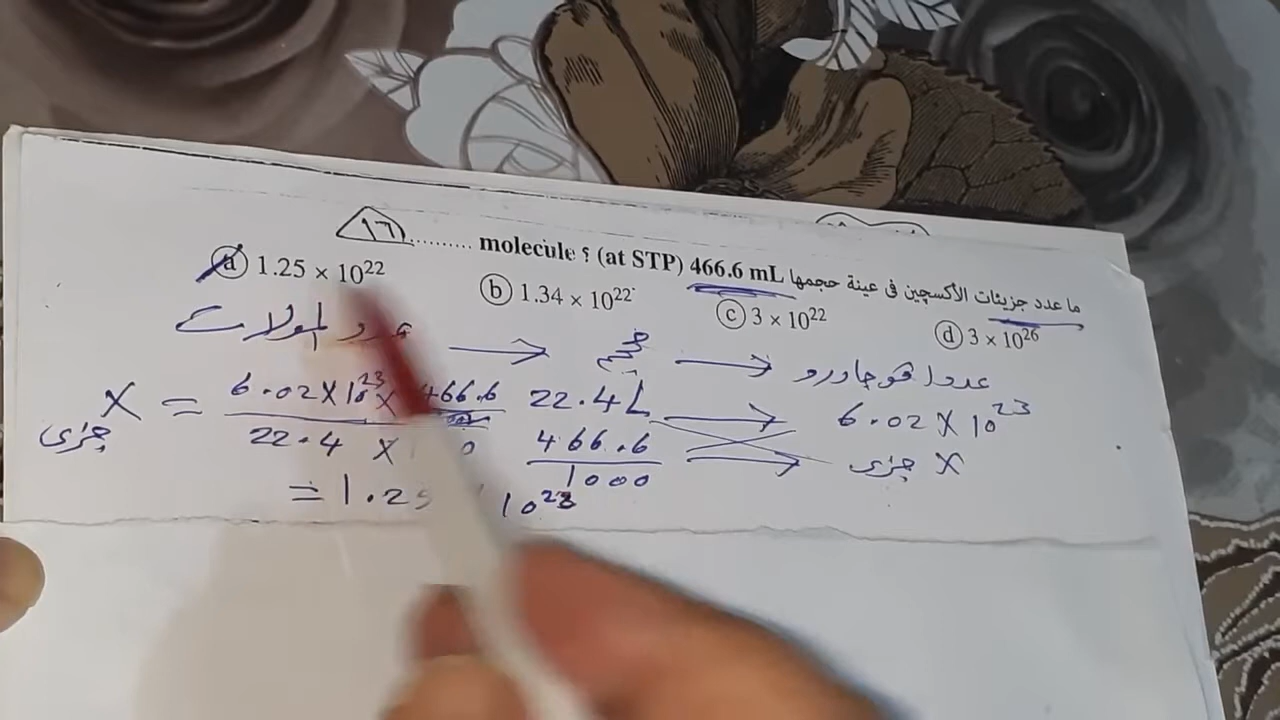 ما عدد جزيئات الأكسچين فى عينة حجمها 466.6 mL (at STP) ؟ molecule ..........
١٦
a 1.25 × 10²² b 1.34 × 10²² c 3 × 10²² d 3 × 10²⁶
عدد المولات → حجم → عدد افوجادرو
22.4 L → 6.02 × 10²³
466.6 / 1000 → X جزئ
X جزئ = 6.02 × 10²³ × 466.6 / 22.4 ×
= 1.25 10²³